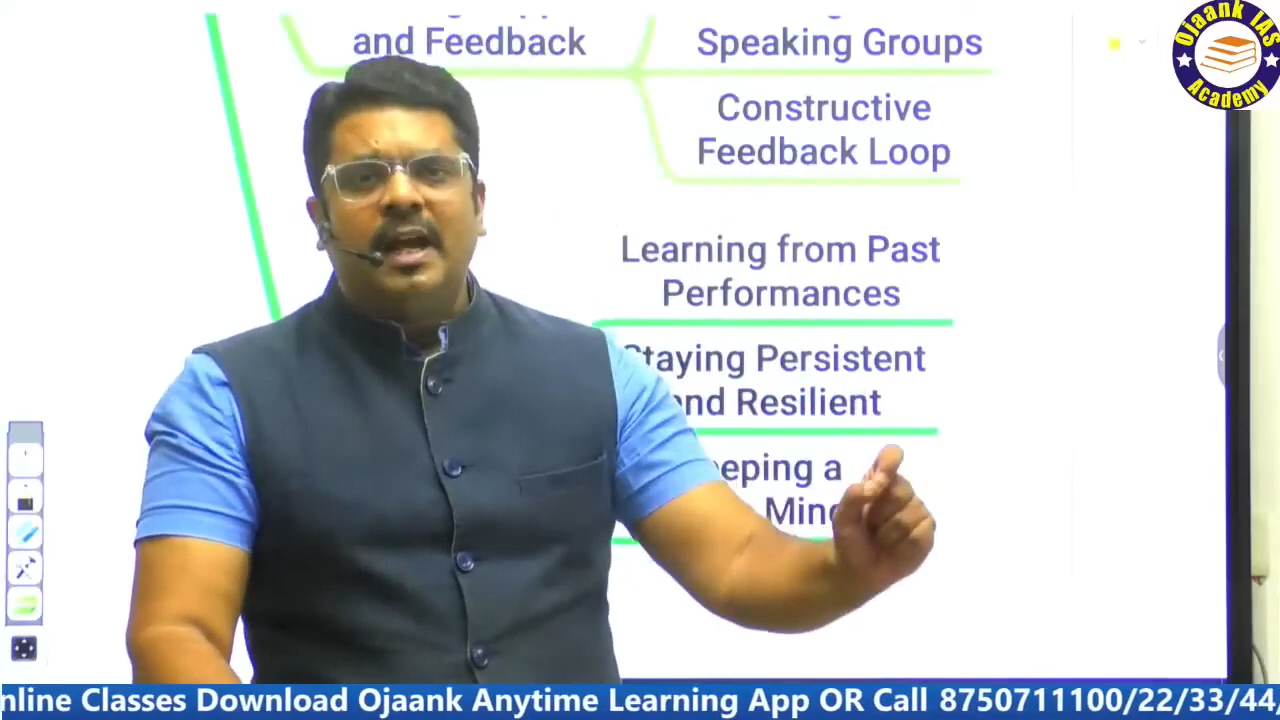 and Feedback
Speaking Groups
Constructive
Feedback Loop
Learning from Past
Performances
Staying Persistent
and Resilient
eeping a
Ojaank IAS
Academy
nline Classes Download Ojaank Anytime Learning App OR Call 8750711100/22/33/44/